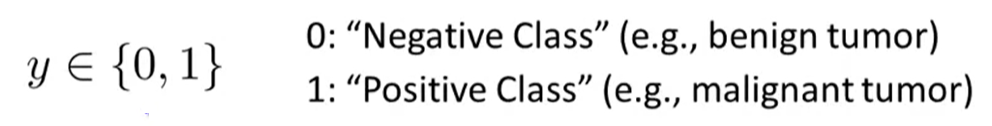 y ∈ {0, 1}
0: “Negative Class” (e.g., benign tumor)
1: “Positive Class” (e.g., malignant tumor)